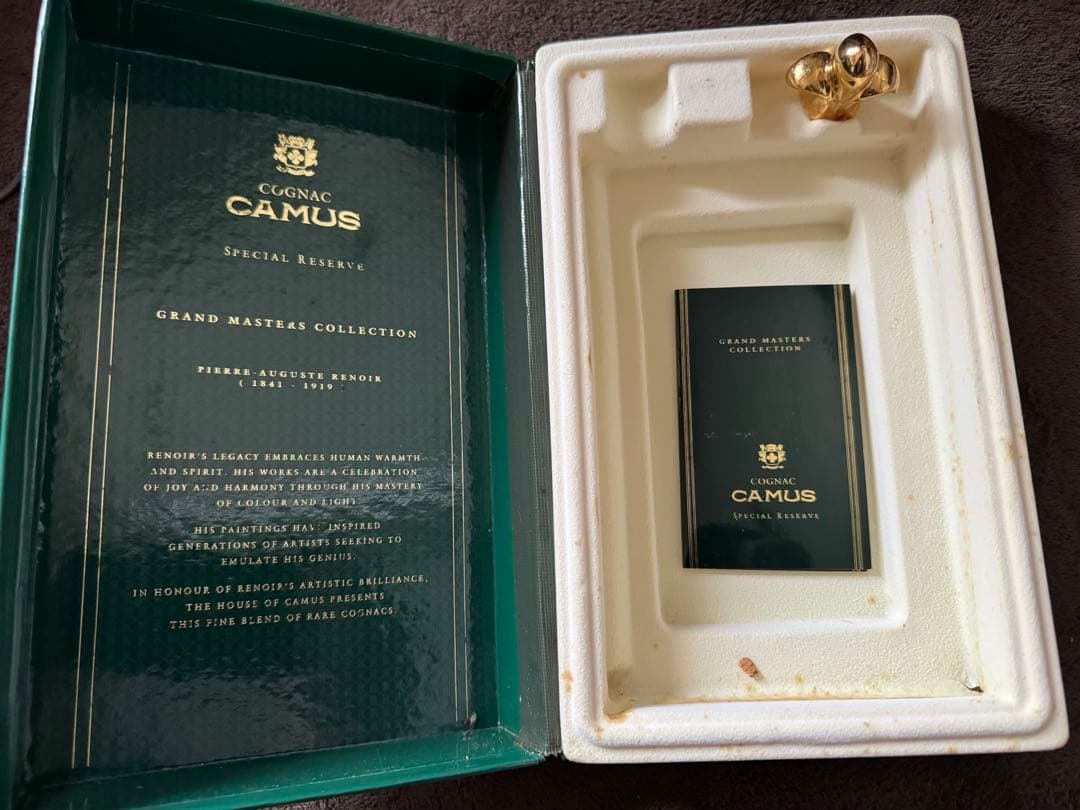 COGNAC
CAMUS
SPECIAL RESERVE
GRAND MASTERS COLLECTION
PIERRE-AUGUSTE RENOIR
( 1841 - 1919
RENOIR'S LEGACY EMBRACES HUMAN WARMTH
AND SPIRIT. HIS WORKS ARE A CELEBRATION
OF JOY AND HARMONY THROUGH HIS MASTERY
OF COLOUR AND LIGHT.
HIS PAINTINGS HAVE INSPIRED
GENERATIONS OF ARTISTS SEEKING TO
EMULATE HIS GENIUS.
IN HONOUR OF RENOIR'S ARTISTIC BRILLIANCE,
THE HOUSE OF CAMUS PRESENTS
THIS FINE BLEND OF RARE COGNACS.
GRAND MASTERS
COLLECTION
COGNAC
CAMUS
SPECIAL RESERVE